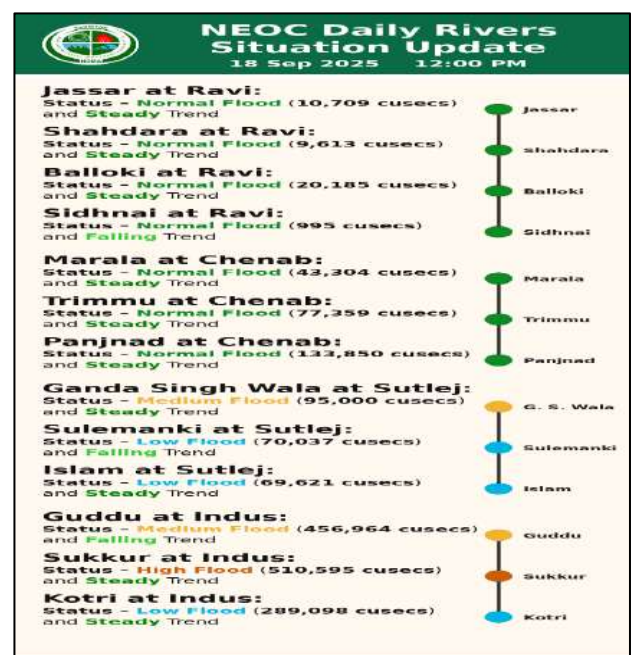 NEOC Daily Rivers
Situation Update
18 Sep 2025 12:00 PM
Jassar at Ravi:
Status – Normal Flood (10,709 cusecs)
and Steady Trend
Shahdara at Ravi:
Status – Normal Flood (9,613 cusecs)
and Steady Trend
Balloki at Ravi:
Status – Normal Flood (20,185 cusecs)
and Steady Trend
Sidhnai at Ravi:
Status – Normal Flood (995 cusecs)
and Falling Trend
Marala at Chenab:
Status – Normal Flood (43,304 cusecs)
and Steady Trend
Trimmu at Chenab:
Status – Normal Flood (77,359 cusecs)
and Steady Trend
Panjnad at Chenab:
Status – Normal Flood (133,850 cusecs)
and Steady Trend
Ganda Singh Wala at Sutlej:
Status – Medium Flood (95,000 cusecs)
and Steady Trend
Sulemanki at Sutlej:
Status – Low Flood (70,037 cusecs)
and Falling Trend
Islam at Sutlej:
Status – Low Flood (69,621 cusecs)
and Steady Trend
Guddu at Indus:
Status – Medium Flood (456,964 cusecs)
and Falling Trend
Sukkur at Indus:
Status – High Flood (510,595 cusecs)
and Steady Trend
Kotri at Indus:
Status – Low Flood (289,098 cusecs)
and Steady Trend
Jassar
Shahdara
Balloki
Sidhnai
Marala
Trimmu
Panjnad
G. S. Wala
Sulemanki
Islam
Guddu
Sukkur
Kotri